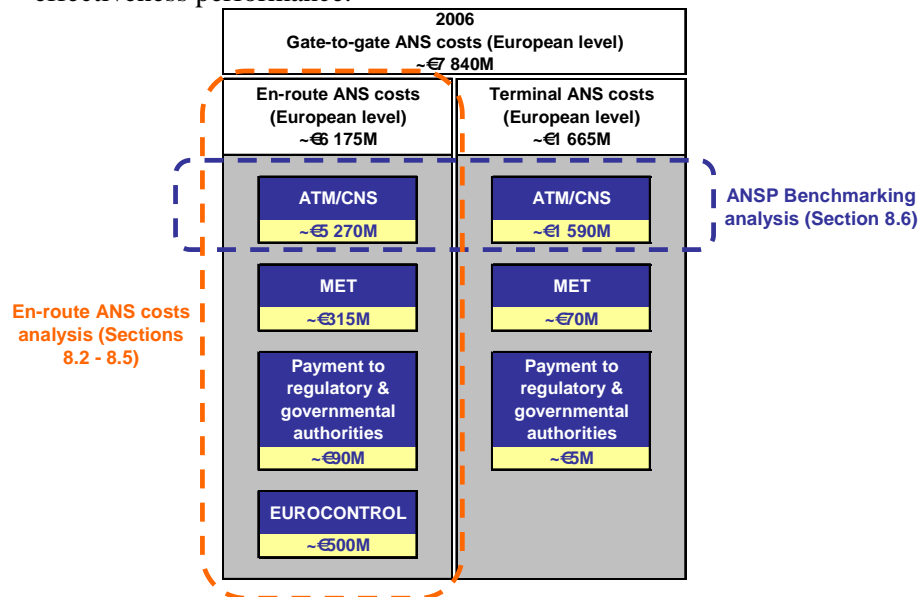 effectiveness performance.
2006
Gate-to-gate ANS costs (European level)
~€7 840M
En-route ANS costs
(European level)
~€6 175M
Terminal ANS costs
(European level)
~€1 665M
ATM/CNS
~€5 270M
ATM/CNS
~€1 590M
ANSP Benchmarking
analysis (Section 8.6)
MET
~€315M
MET
~€70M
En-route ANS costs
analysis (Sections
8.2 - 8.5)
Payment to
regulatory &
governmental
authorities
~€90M
Payment to
regulatory &
governmental
authorities
~€5M
EUROCONTROL
~€500M